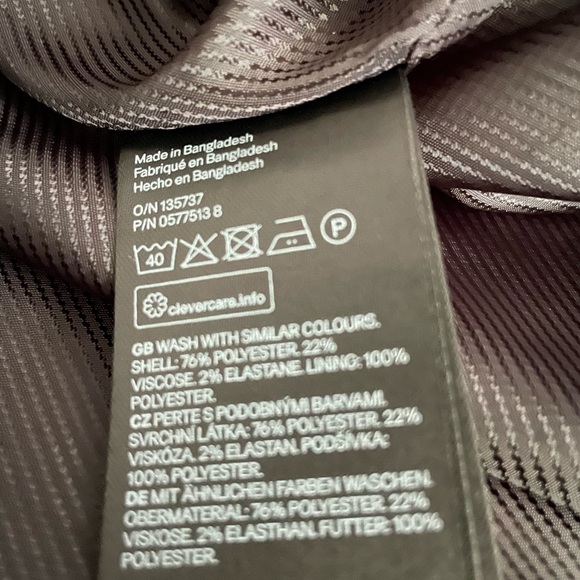 Made in Bangladesh
Fabriqué en Bangladesh
Hecho en Bangladesh
O/N 135737
P/N 0577513 8
40
P
clevercare.info
GB WASH WITH SIMILAR COLOURS.
SHELL: 76% POLYESTER. 22%
VISCOSE. 2% ELASTANE. LINING: 100%
POLYESTER.
CZ PERTE S PODOBNÝMI BARVAMI.
SVRCHNÍ LÁTKA: 76% POLYESTER. 22%
VISKÓZA. 2% ELASTAN. PODŠÍVKA:
100% POLYESTER.
DE MIT ÄHNLICHEN FARBEN WASCHEN.
OBERMATERIAL: 76% POLYESTER. 22%
VISKOSE. 2% ELASTHAN. FUTTER: 100%
POLYESTER.